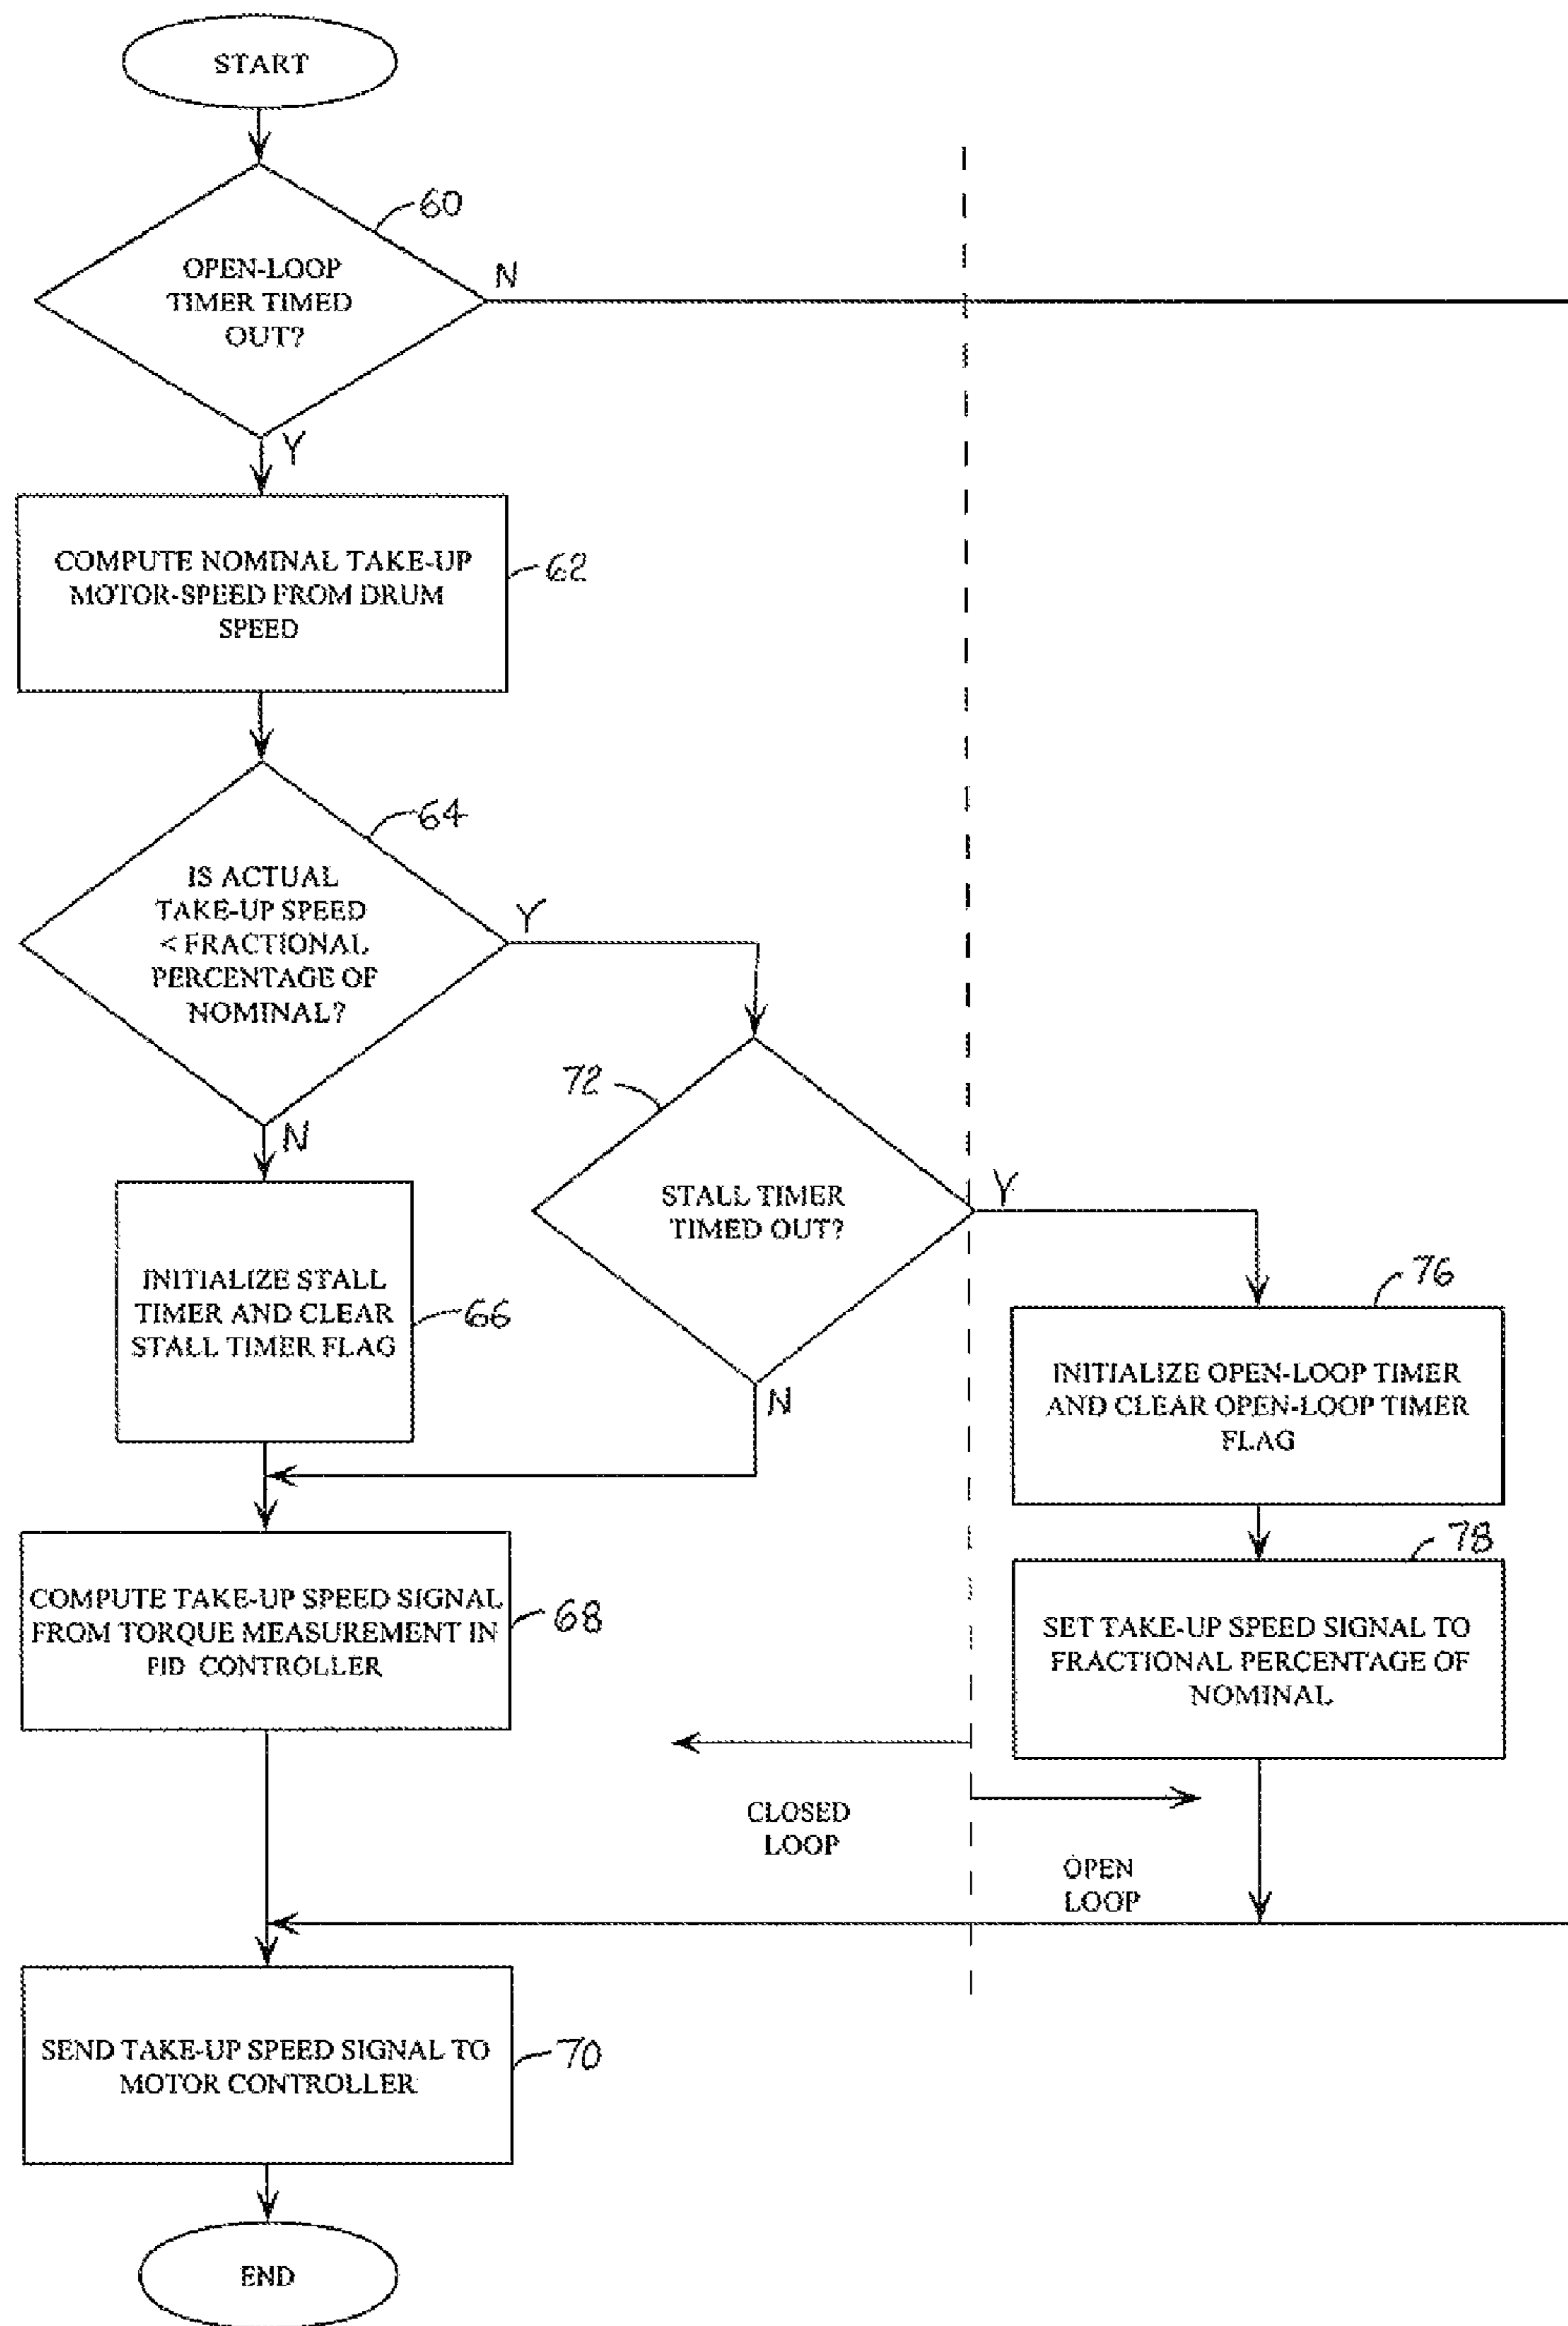 START
60
OPEN-LOOP
TIMER TIMED
OUT?
N
Y
COMPUTE NOMINAL TAKE-UP
MOTOR-SPEED FROM DRUM
SPEED
62
64
IS ACTUAL
TAKE-UP SPEED
< FRACTIONAL
PERCENTAGE OF
NOMINAL?
Y
N
72
STALL TIMER
TIMED OUT?
Y
N
INITIALIZE STALL
TIMER AND CLEAR
STALL TIMER FLAG
66
76
INITIALIZE OPEN-LOOP TIMER
AND CLEAR OPEN-LOOP TIMER
FLAG
COMPUTE TAKE-UP SPEED SIGNAL
FROM TORQUE MEASUREMENT IN
PID CONTROLLER
68
78
SET TAKE-UP SPEED SIGNAL TO
FRACTIONAL PERCENTAGE OF
NOMINAL
CLOSED
LOOP
OPEN
LOOP
SEND TAKE-UP SPEED SIGNAL TO
MOTOR CONTROLLER
70
END